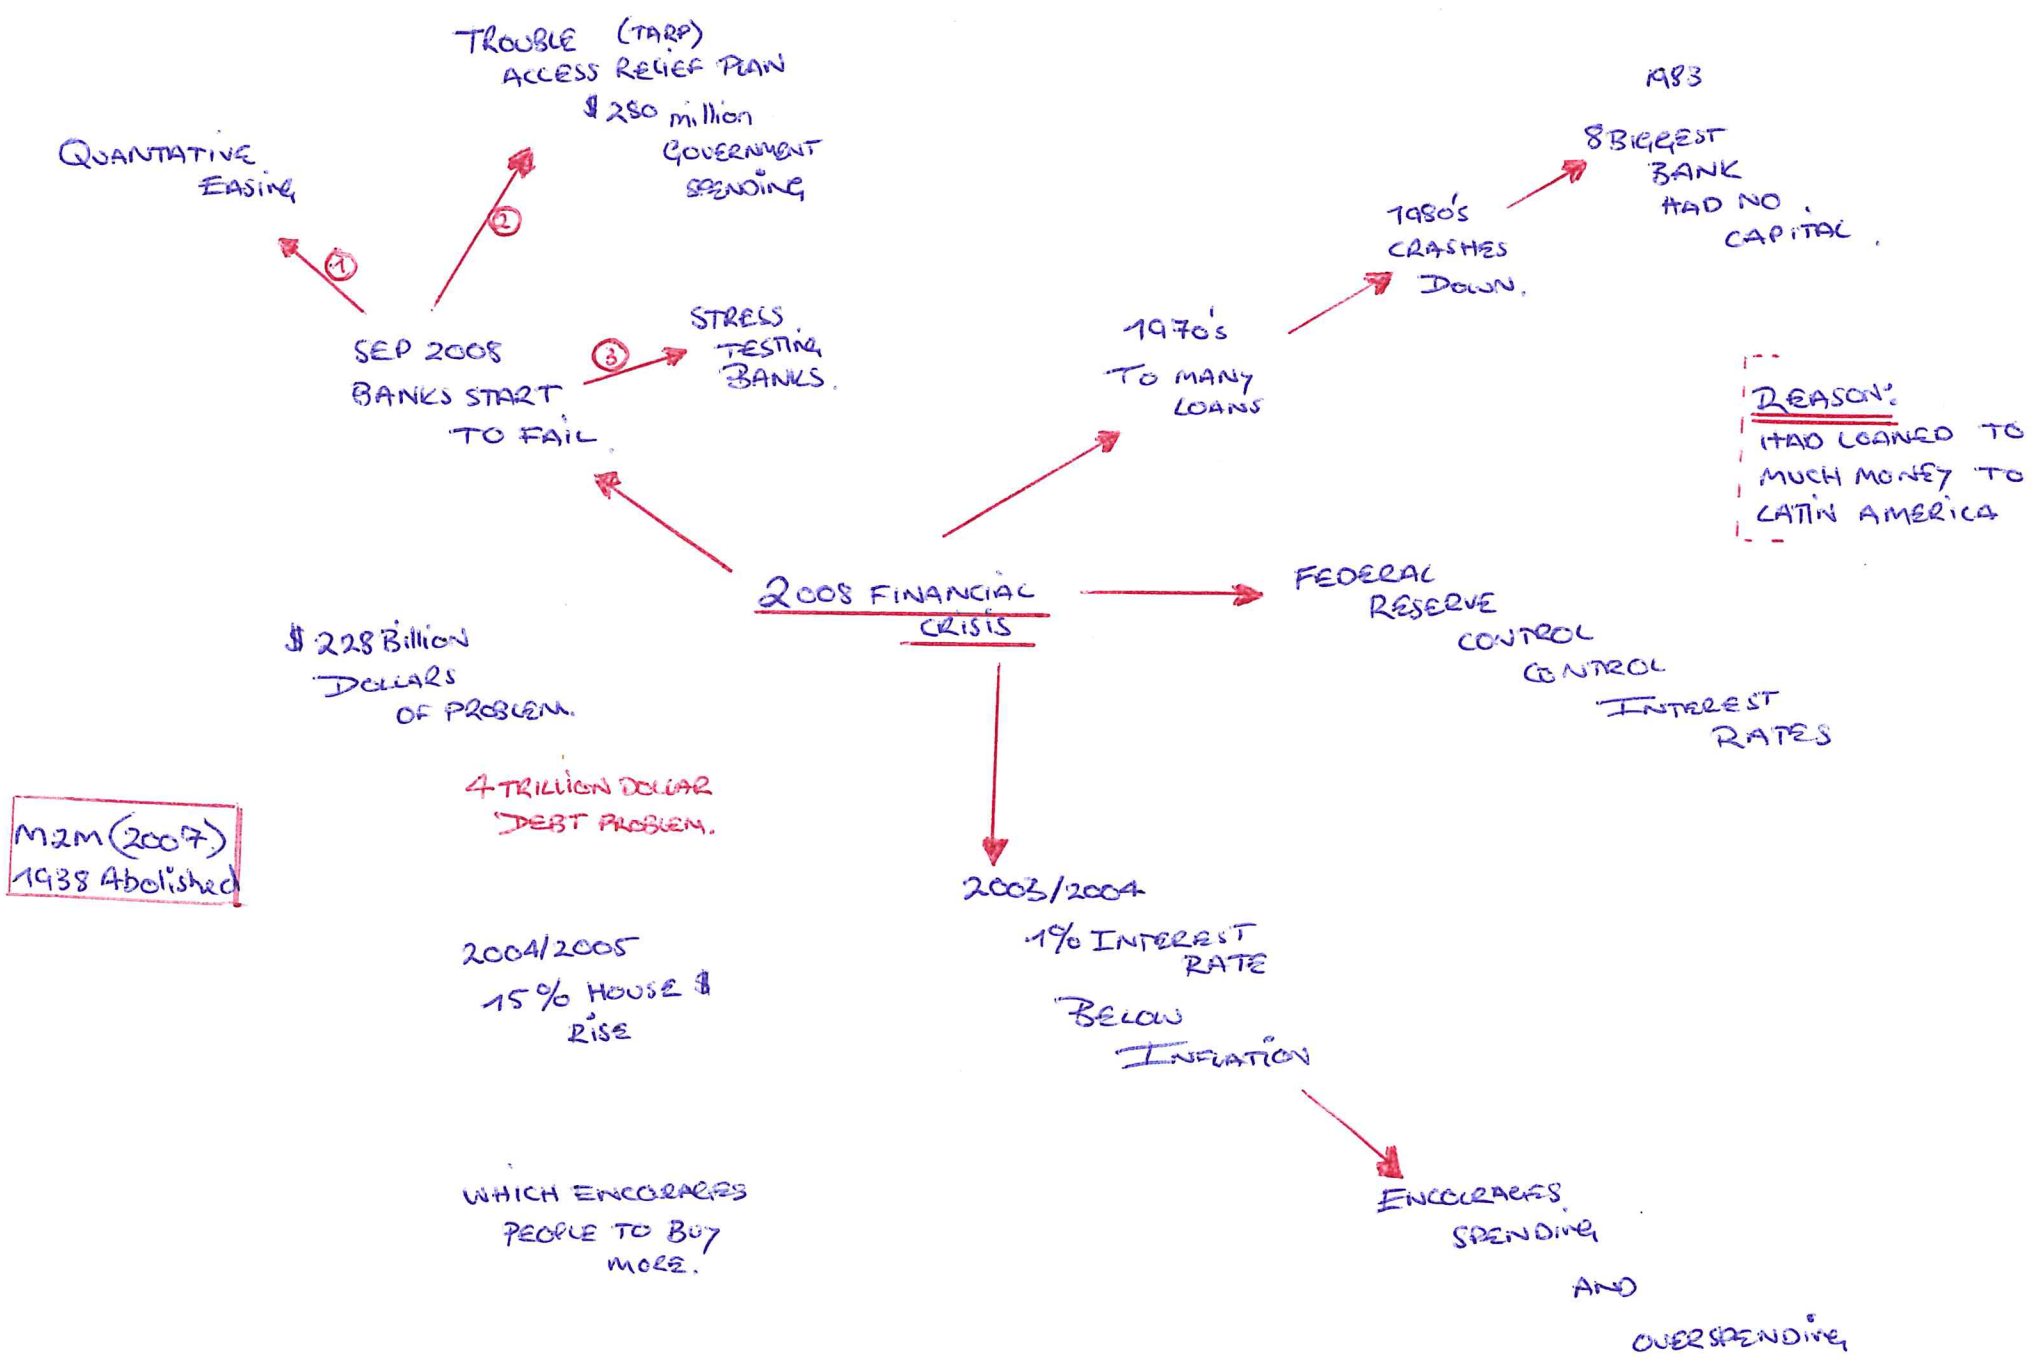 TROUBLE (TARP)
ACCESS RELIEF PLAN
$ 250 million
GOVERNMENT
SPENDING
QUANTATIVE
EASING
1
2
3
SEP 2008
BANKS START
TO FAIL.
STRESS
TESTING
BANKS.
1983
8 BIGGEST
BANK
HAD NO
CAPITAL.
1980's
CRASHES
DOWN.
1970's
TO MANY
LOANS
REASON:
HAD LOANED TO
MUCH MONEY TO
LATIN AMERICA
2008 FINANCIAL
CRISIS
FEDERAL
RESERVE
CONTROL
CONTROL
INTEREST
RATES
$ 228 Billion
DOLLARS
OF PROBLEM.
4 TRILLION DOLLAR
DEBT PROBLEM.
M2M (2007)
1938 Abolished
2003/2004
1% INTEREST
RATE
BELOW
INFLATION
2004/2005
15% HOUSE $
RISE
WHICH ENCORAGES
PEOPLE TO BUY
MORE.
ENCOURAGES
SPENDING
AND
OVERSPENDING